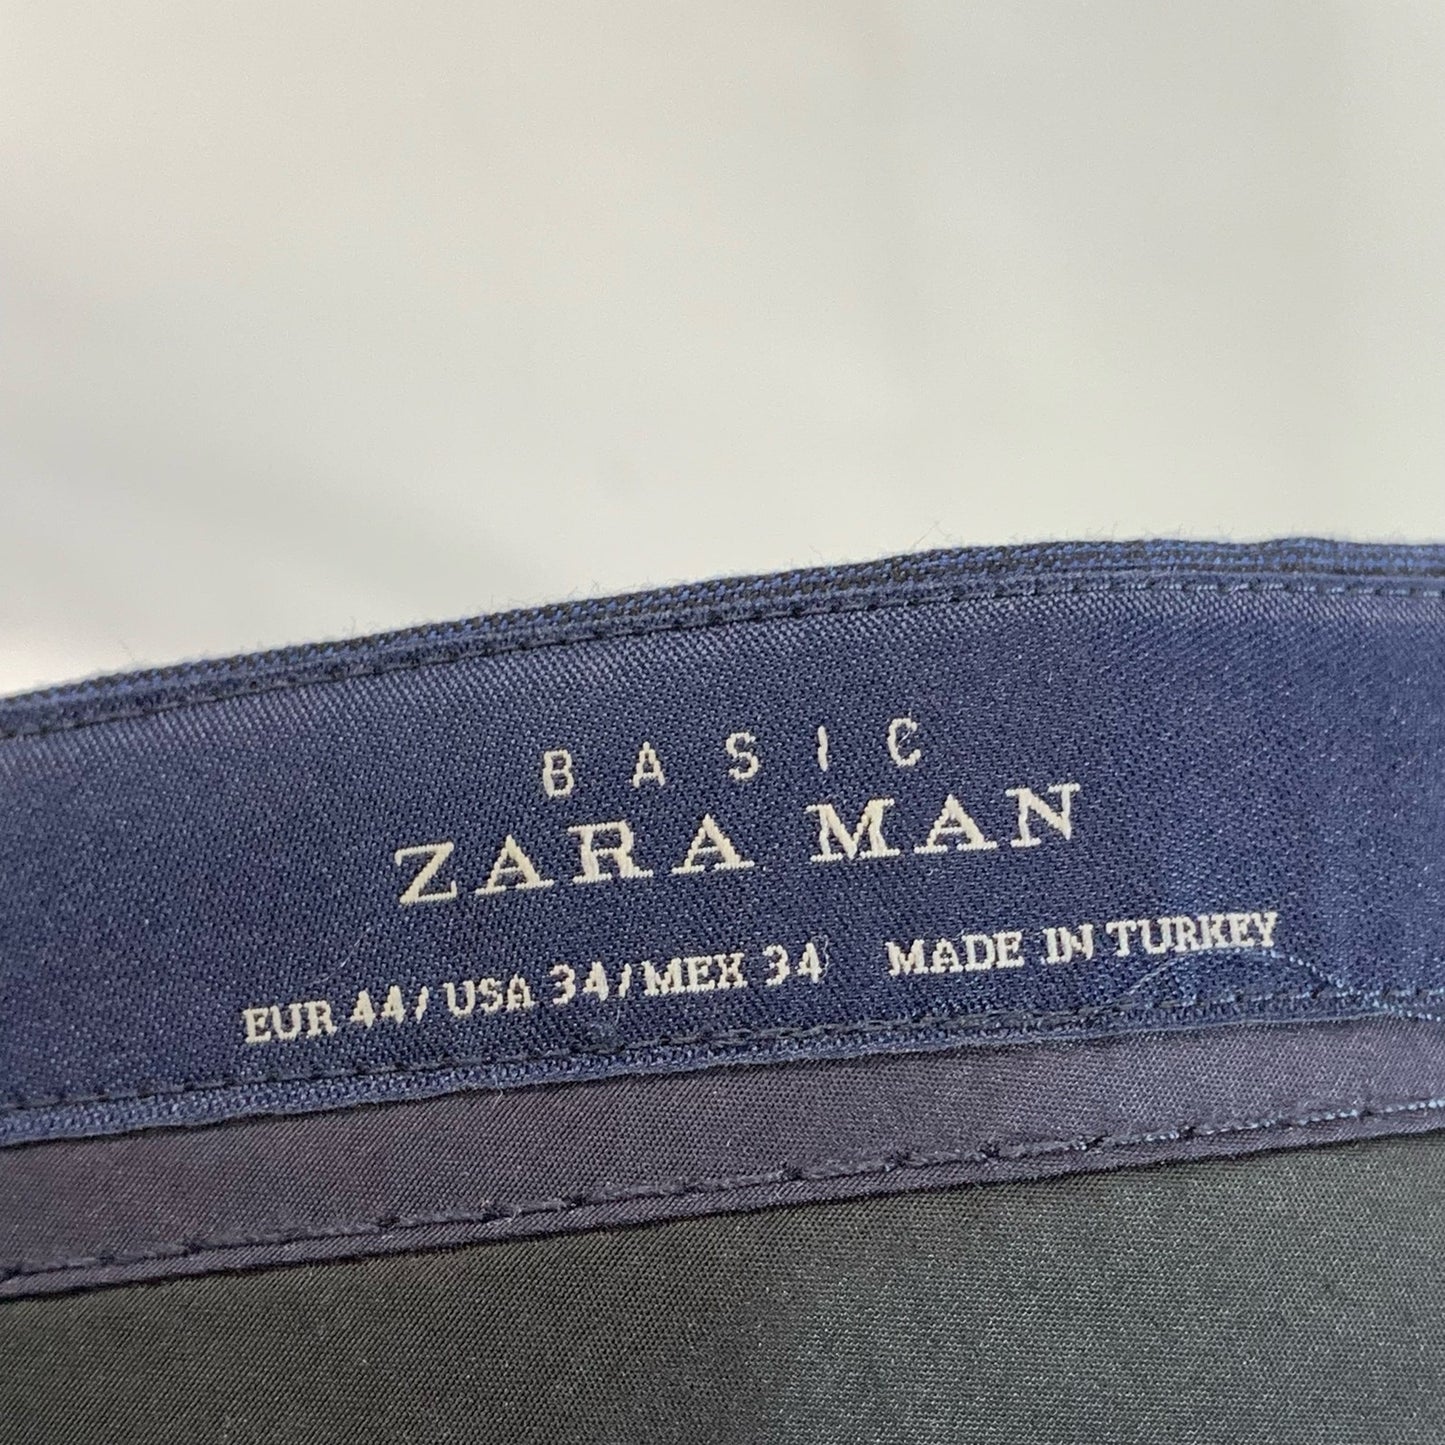 BASIC
ZARA MAN
EUR 44/USA 34/MEX 34 MADE IN TURKEY